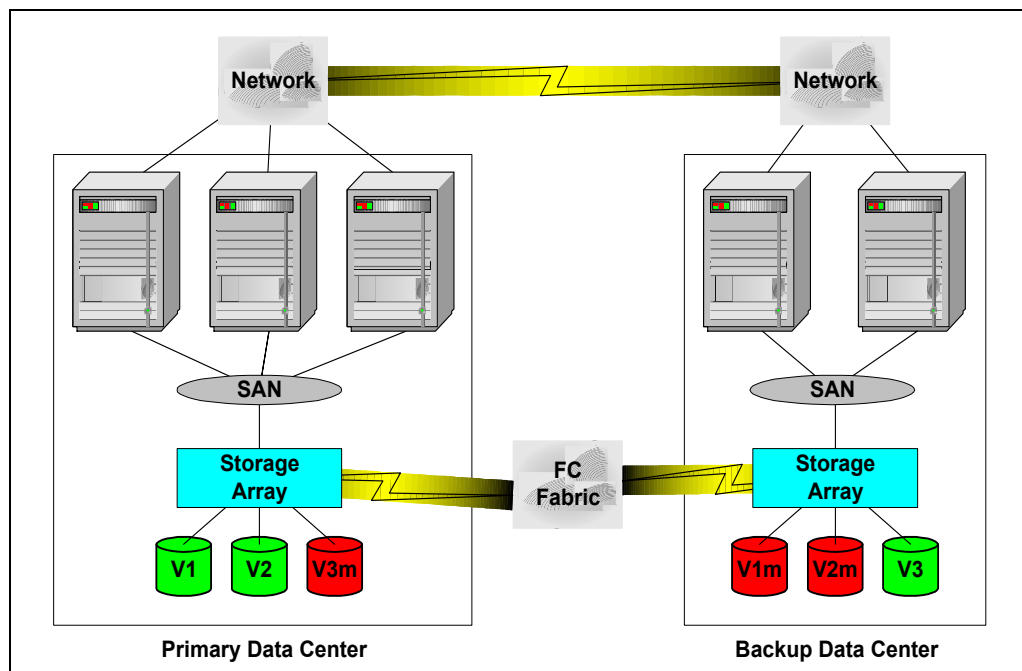 Network
Network
SAN
SAN
Storage
Array
FC
Fabric
Storage
Array
V1
V2
V3m
V1m
V2m
V3
Primary Data Center
Backup Data Center